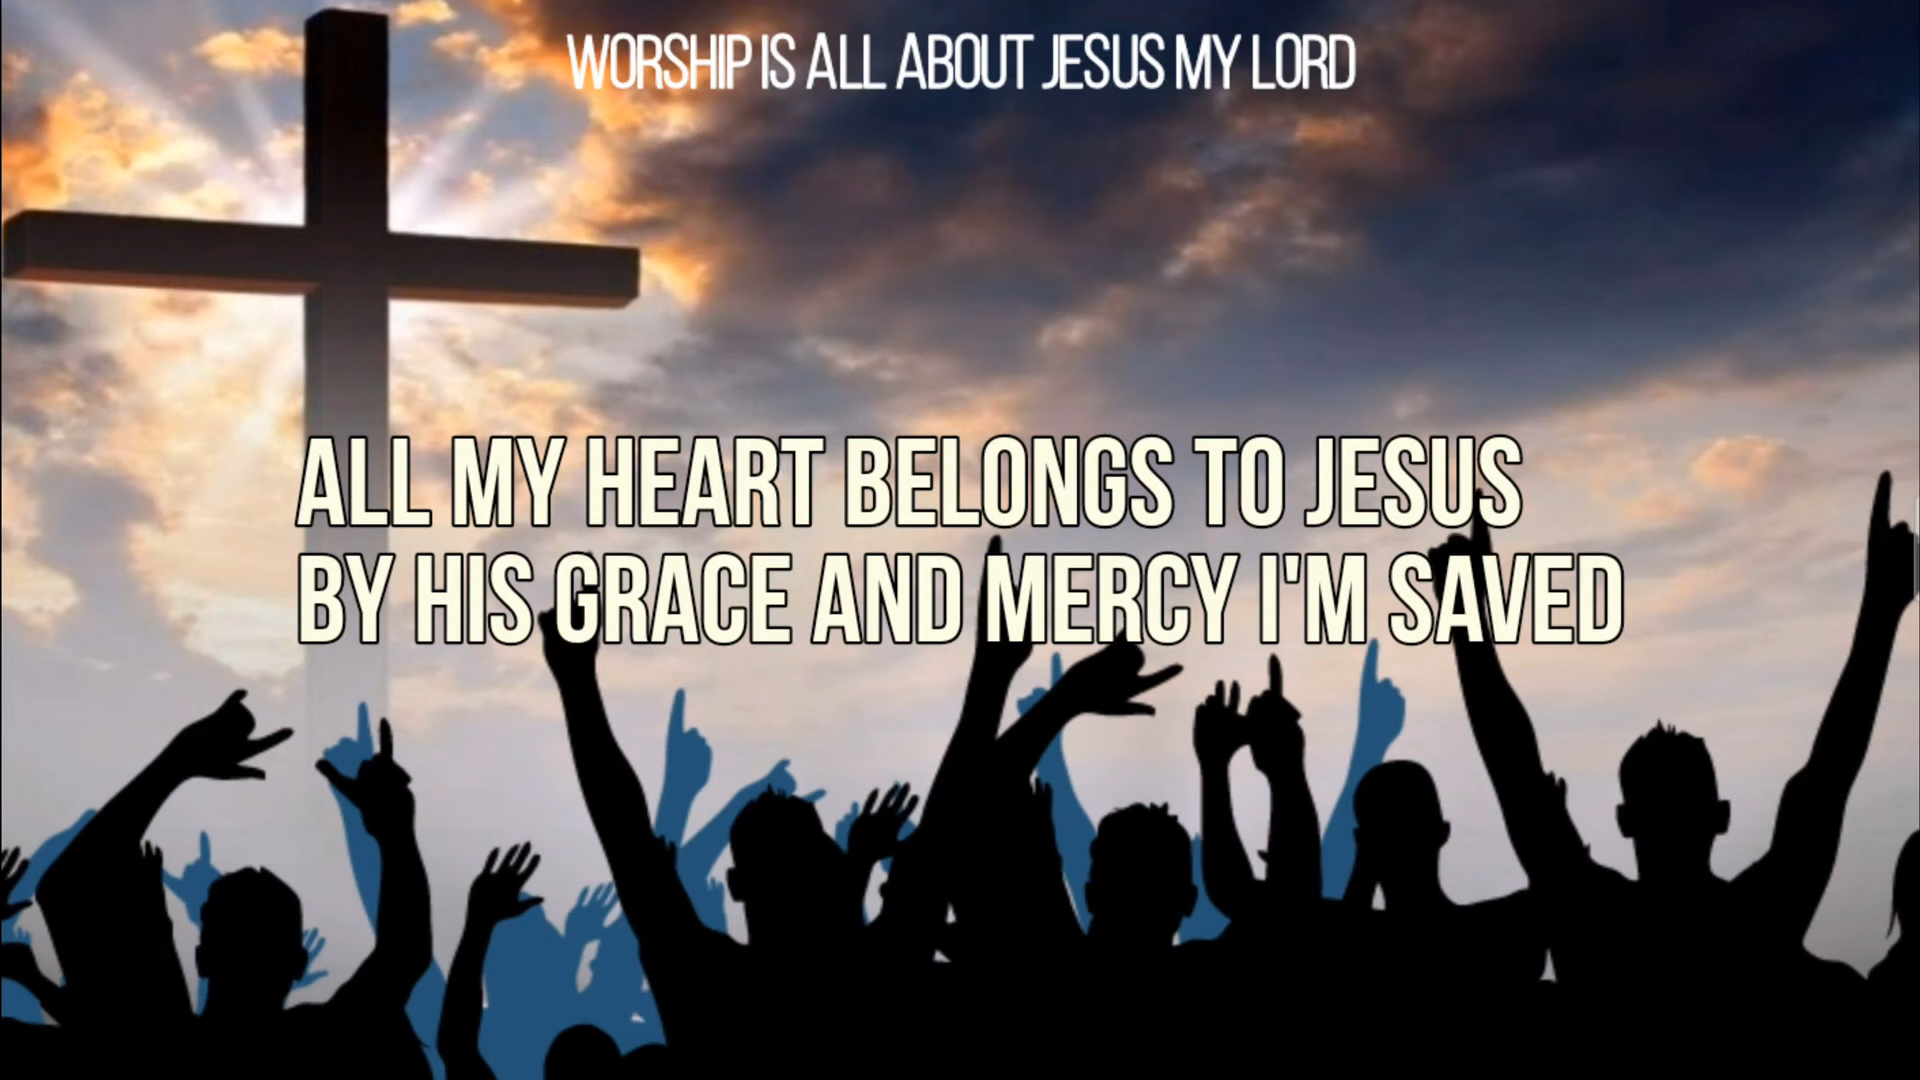 WORSHIP IS ALL ABOUT JESUS MY LORD
ALL MY HEART BELONGS TO JESUS
BY HIS GRACE AND MERCY I'M SAVED